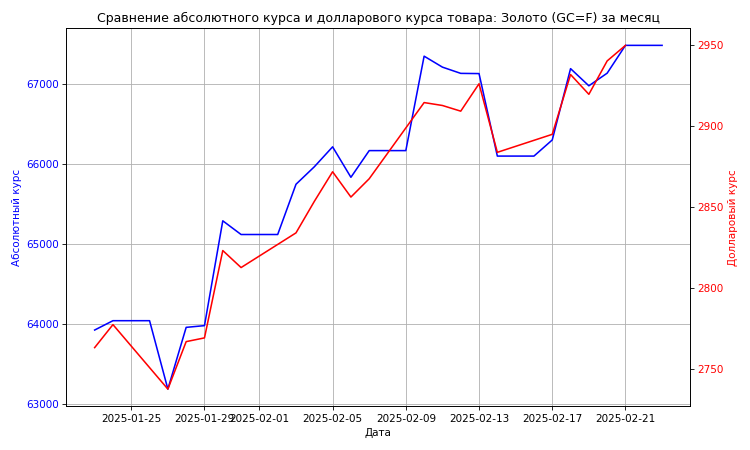 Сравнение абсолютного курса и долларового курса товара: Золото (GC=F) за месяц
Абсолютный курс
67000
66000
65000
64000
63000
2950
2900
2850
2800
2750
Долларовый курс
2025-01-25 2025-01-29 2025-02-01 2025-02-05 2025-02-09 2025-02-13 2025-02-17 2025-02-21
Дата